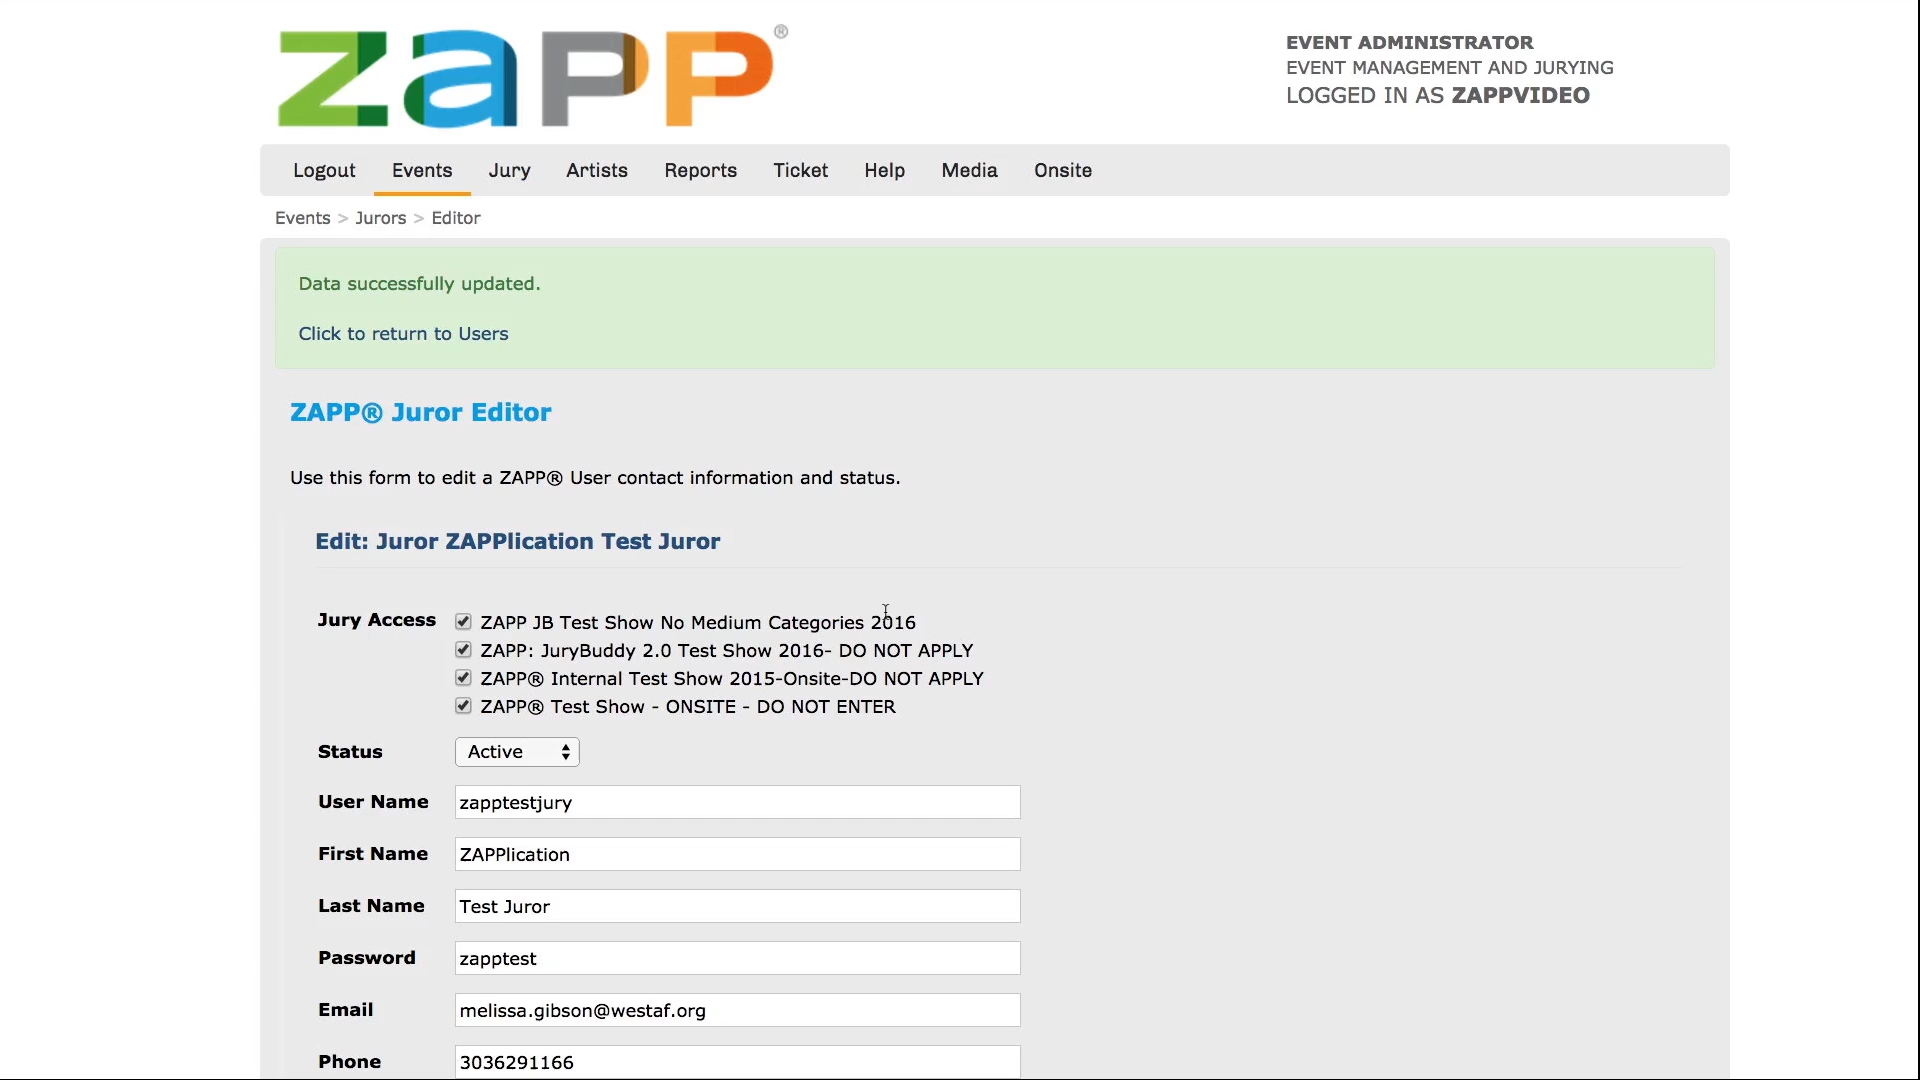 zapp®
EVENT ADMINISTRATOR
EVENT MANAGEMENT AND JURYING
LOGGED IN AS ZAPPVIDEO
Logout Events Jury Artists Reports Ticket Help Media Onsite
Events > Jurors > Editor
Data successfully updated.
Click to return to Users
ZAPP® Juror Editor
Use this form to edit a ZAPP® User contact information and status.
Edit: Juror ZAPPlication Test Juror
Jury Access ZAPP JB Test Show No Medium Categories 2016
ZAPP: JuryBuddy 2.0 Test Show 2016- DO NOT APPLY
ZAPP® Internal Test Show 2015-Onsite-DO NOT APPLY
ZAPP® Test Show - ONSITE - DO NOT ENTER
Status Active
User Name zapptestjury
First Name ZAPPlication
Last Name Test Juror
Password zapptest
Email melissa.gibson@westaf.org
Phone 3036291166